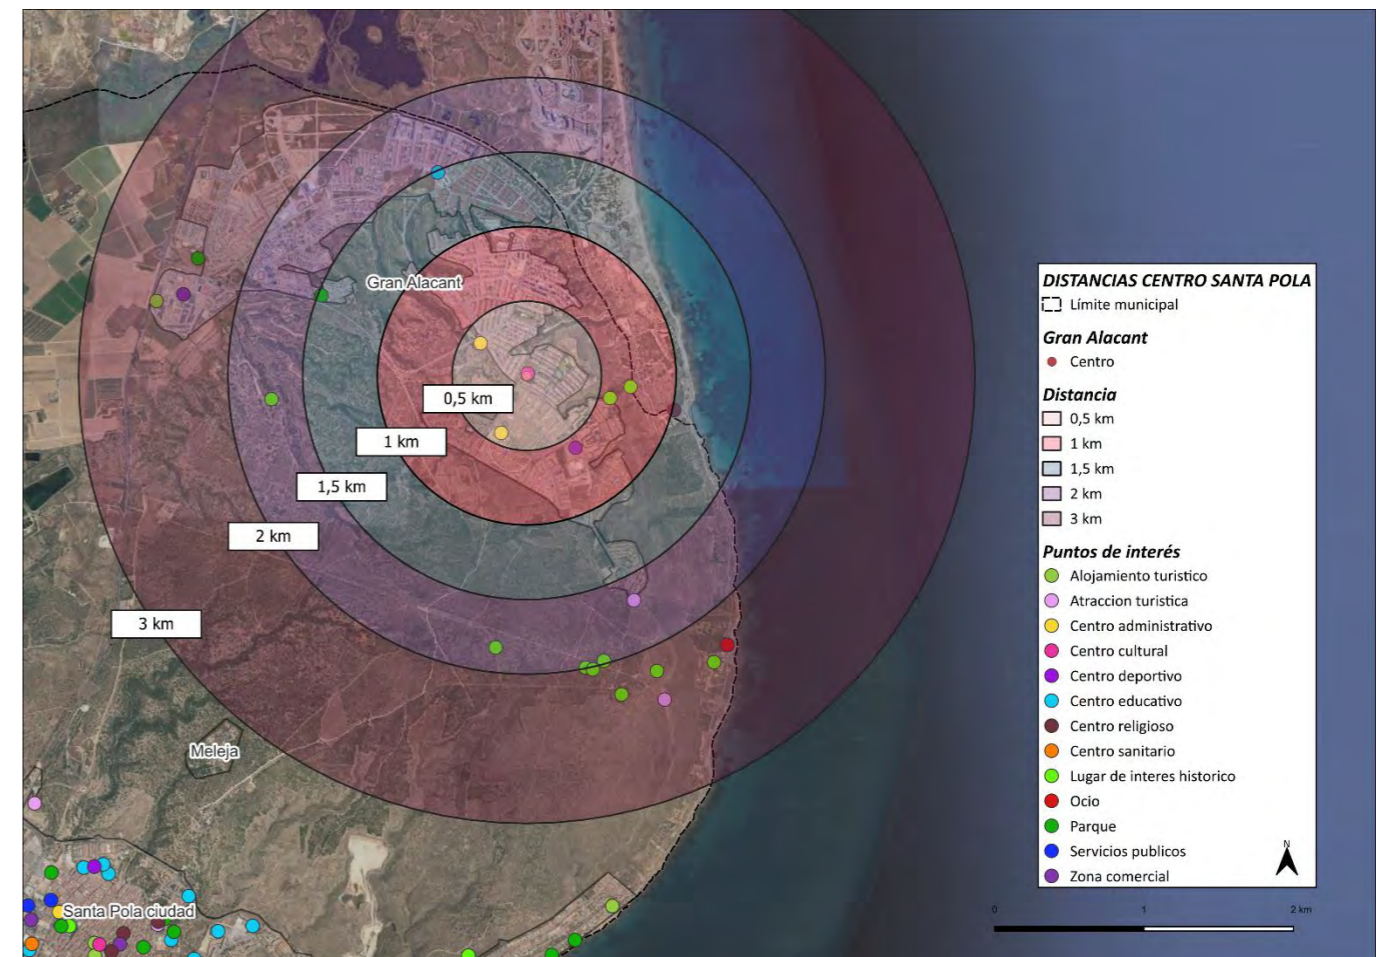 Gran Alacant
0,5 km
1 km
1,5 km
2 km
3 km
Meleja
Santa Pola ciudad
DISTANCIAS CENTRO SANTA POLA
Límite municipal
Gran Alacant
Centro
Distancia
0,5 km
1 km
1,5 km
2 km
3 km
Puntos de interés
Alojamiento turistico
Atraccion turistica
Centro administrativo
Centro cultural
Centro deportivo
Centro educativo
Centro religioso
Centro sanitario
Lugar de interes historico
Ocio
Parque
Servicios publicos
Zona comercial
N
0 1 2 km